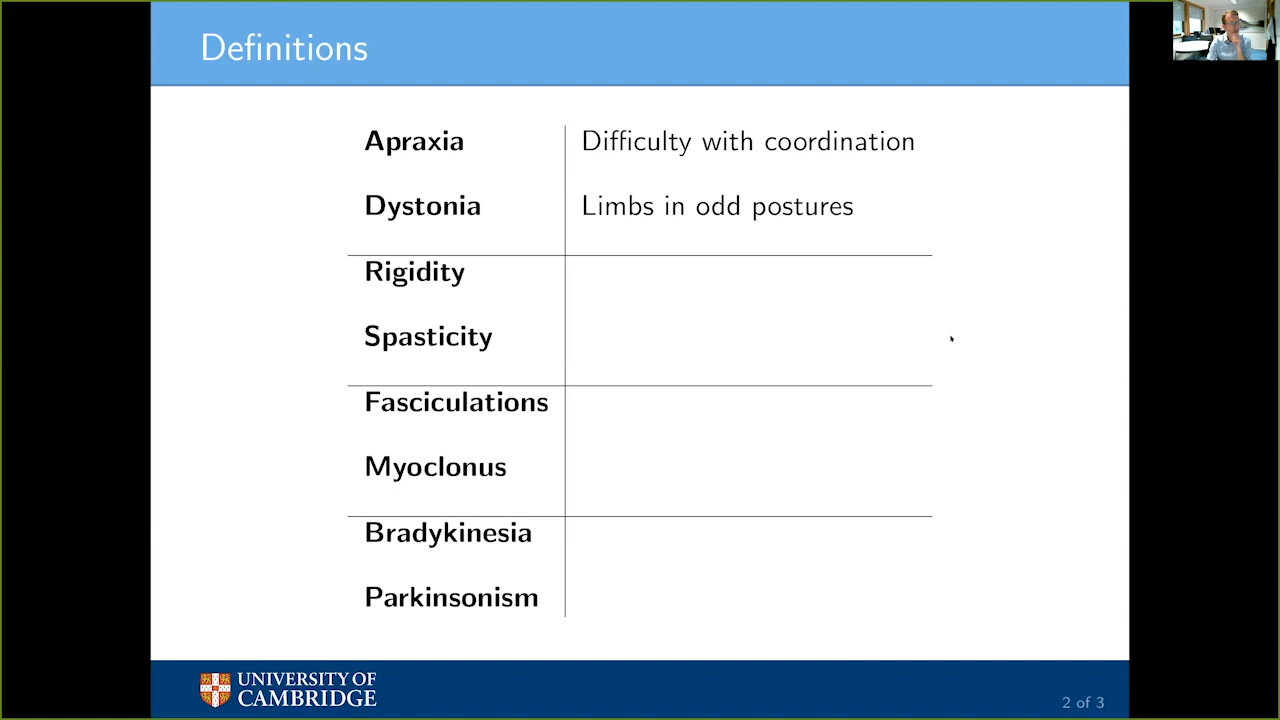 Definitions
Apraxia Difficulty with coordination
Dystonia Limbs in odd postures
Rigidity
Spasticity
Fasciculations
Myoclonus
Bradykinesia
Parkinsonism
UNIVERSITY OF
CAMBRIDGE
2 of 3